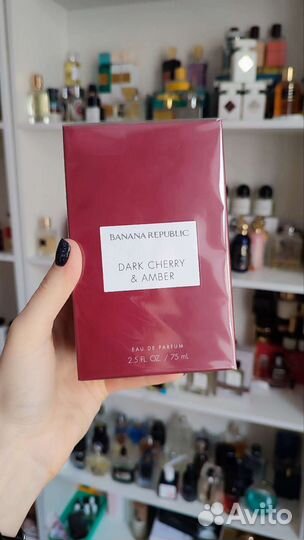 BANANA REPUBLIC
DARK CHERRY
& AMBER
EAU DE PARFUM
2.5 FL. OZ. / 75 mL
Avito